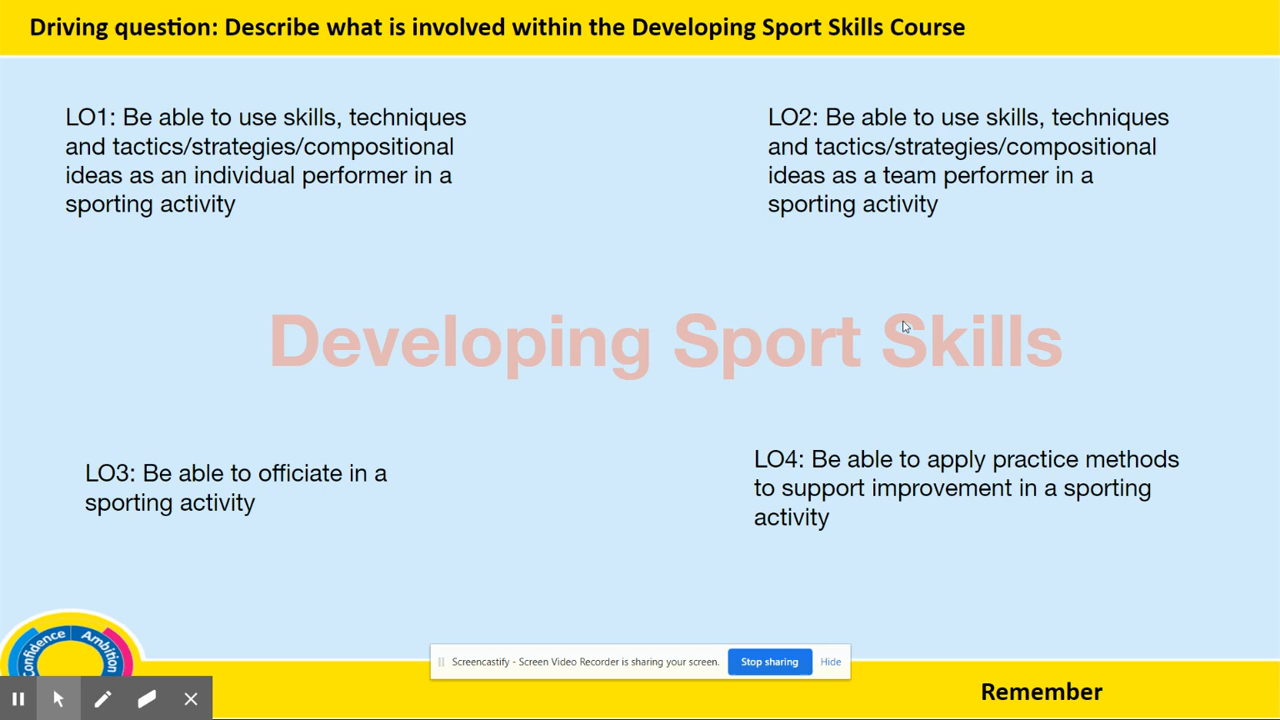 Driving question: Describe what is involved within the Developing Sport Skills Course
LO1: Be able to use skills, techniques
and tactics/strategies/compositional
ideas as an individual performer in a
sporting activity
LO2: Be able to use skills, techniques
and tactics/strategies/compositional
ideas as a team performer in a
sporting activity
Developing Sport Skills
LO3: Be able to officiate in a
sporting activity
LO4: Be able to apply practice methods
to support improvement in a sporting
activity
Confidence Ambition
Screencastify - Screen Video Recorder is sharing your screen. Stop sharing Hide
Remember